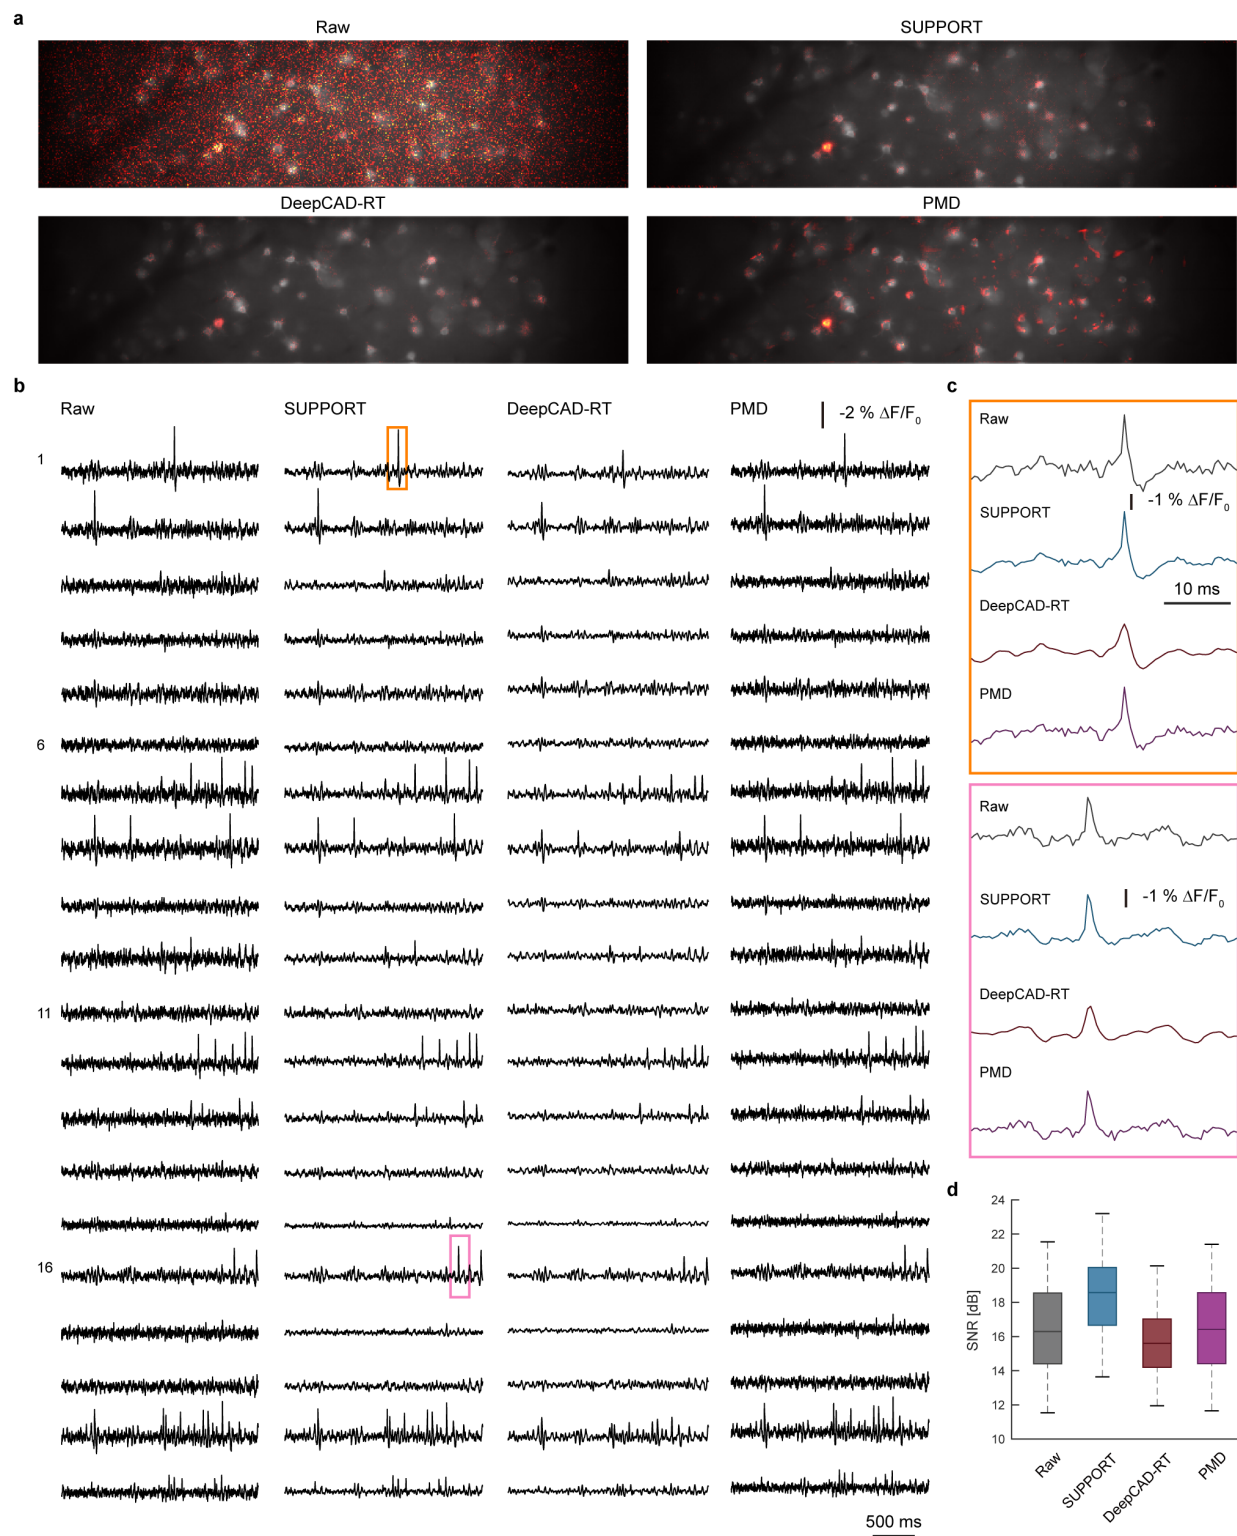 a
Raw
SUPPORT
DeepCAD-RT
PMD
b
Raw
SUPPORT
DeepCAD-RT
PMD
-2 % ΔF/F0
1
6
11
16
500 ms
c
Raw
SUPPORT
-1 % ΔF/F0
DeepCAD-RT
10 ms
PMD
Raw
SUPPORT
-1 % ΔF/F0
DeepCAD-RT
PMD
d
SNR [dB]
24
22
20
18
16
14
12
10
Raw
SUPPORT
DeepCAD-RT
PMD